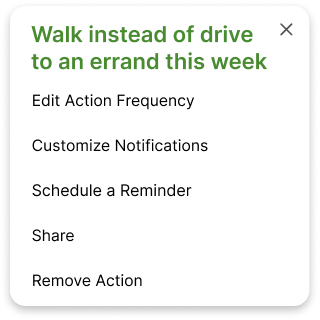 Walk instead of drive
to an errand this week
Edit Action Frequency
Customize Notifications
Schedule a Reminder
Share
Remove Action